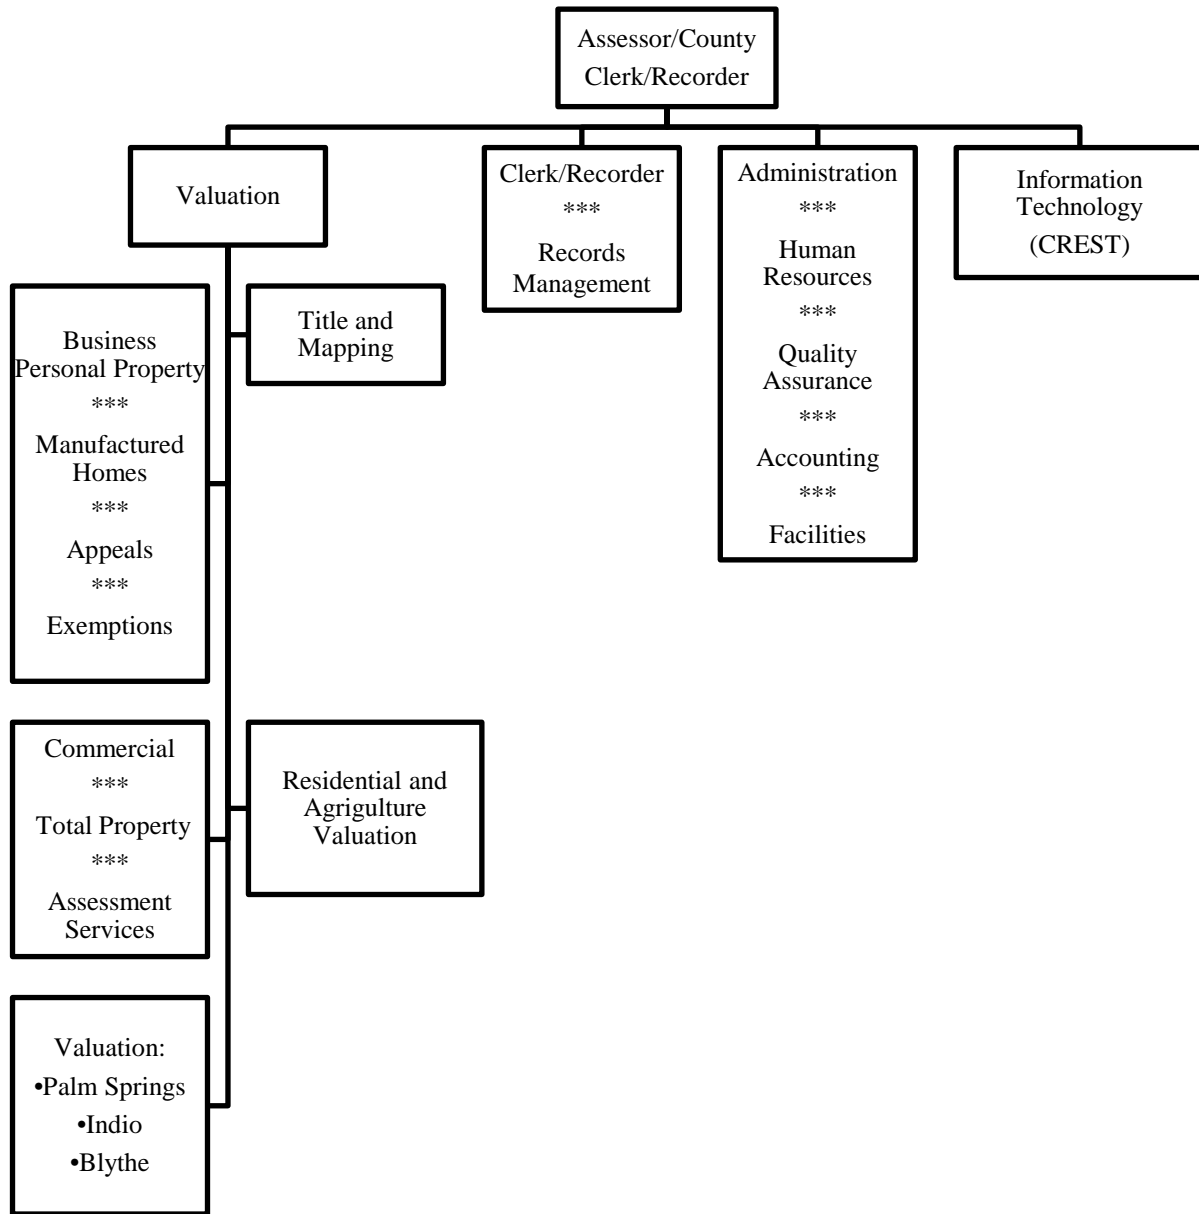 Assessor/County
Clerk/Recorder
Valuation
Clerk/Recorder
***
Records
Management
Administration
***
Human
Resources
***
Quality
Assurance
***
Accounting
***
Facilities
Information
Technology
(CREST)
Business
Personal Property
***
Manufactured
Homes
***
Appeals
***
Exemptions
Title and
Mapping
Commercial
***
Total Property
***
Assessment
Services
Residential and
Agrigulture
Valuation
Valuation:
•Palm Springs
•Indio
•Blythe